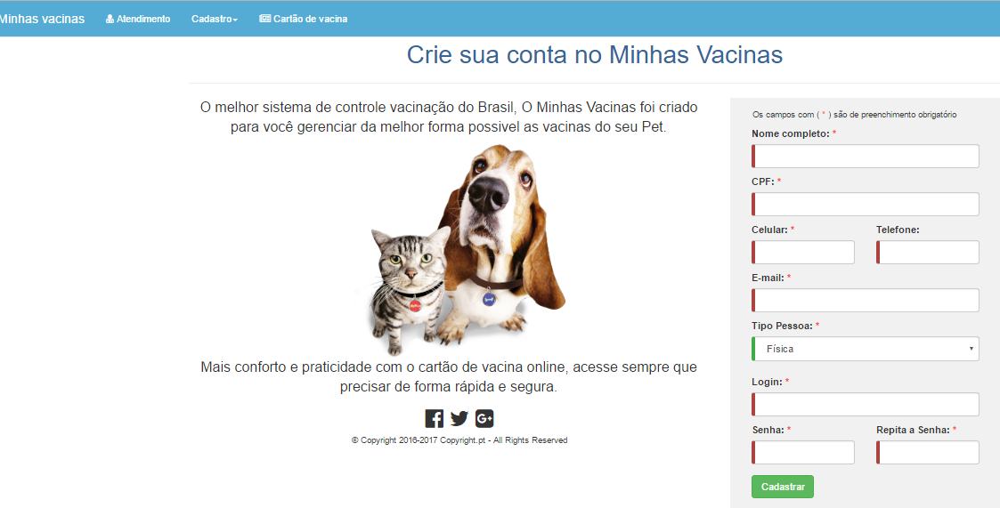 Minhas vacinas Atendimento Cadastro Cartão de vacina
Crie sua conta no Minhas Vacinas
O melhor sistema de controle vacinação do Brasil, O Minhas Vacinas foi criado
para você gerenciar da melhor forma possivel as vacinas do seu Pet.
Mais conforto e praticidade com o cartão de vacina online, acesse sempre que
precisar de forma rápida e segura.
© Copyright 2016-2017 Copyright.pt - All Rights Reserved
Os campos com ( * ) são de preenchimento obrigatório
Nome completo: *
CPF: *
Celular: * Telefone:
E-mail: *
Tipo Pessoa: *
Física
Login: *
Senha: * Repita a Senha: *
Cadastrar